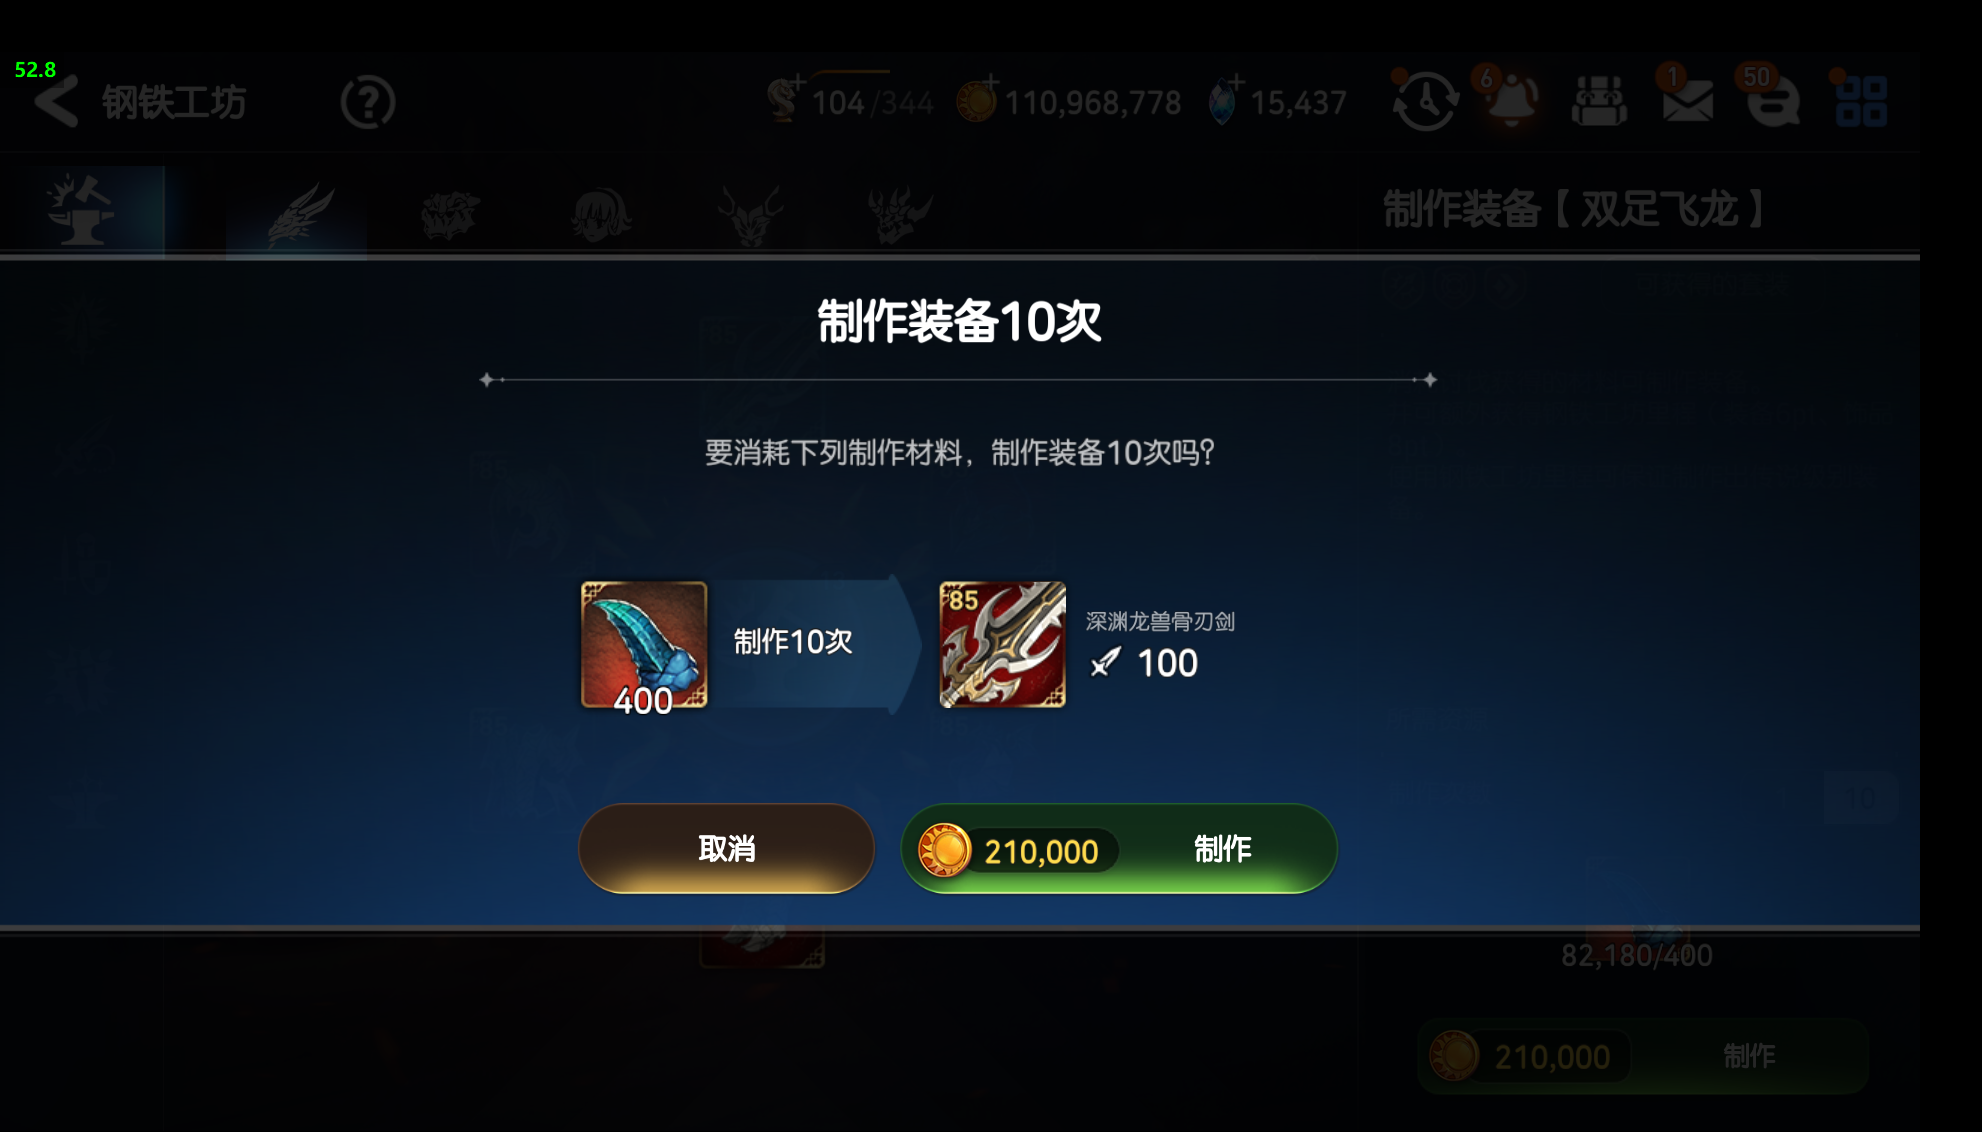 52.8
钢铁工坊
104/344
110,968,778
15,437
6
1
50
制作装备【双足飞龙】
制作装备10次
要消耗下列制作材料，制作装备10次吗?
400
制作10次
85
深渊龙兽骨刃剑
100
取消
210,000
制作
10
82,180/400
210,000
制作